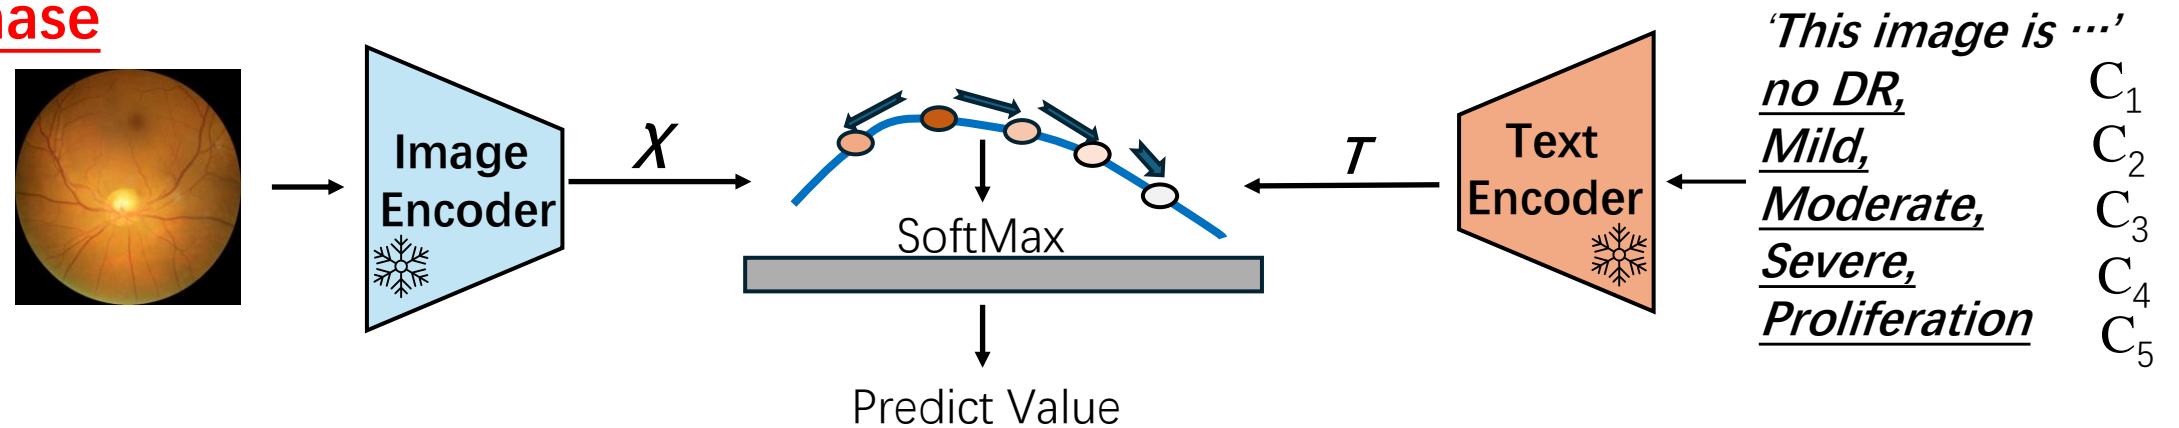 Image
Encoder
X
SoftMax
Predict Value
T
Text
Encoder
‘This image is ···’
no DR, C1
Mild, C2
Moderate, C3
Severe, C4
Proliferation C5